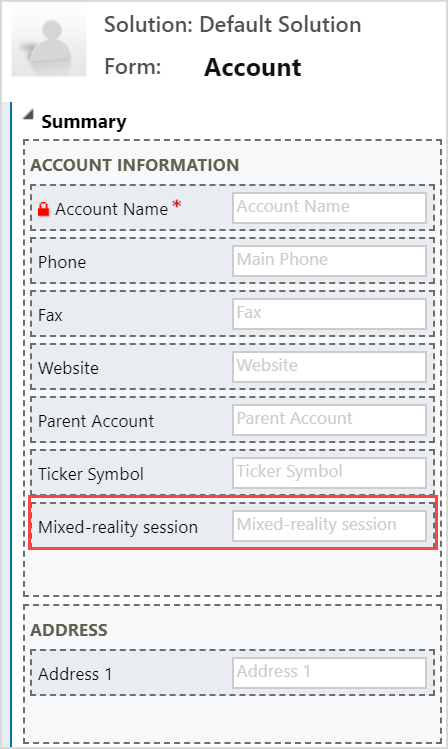 Solution: Default Solution
Form: Account
Summary
ACCOUNT INFORMATION
Account Name * Account Name
Phone Main Phone
Fax Fax
Website Website
Parent Account Parent Account
Ticker Symbol Ticker Symbol
Mixed-reality session Mixed-reality session
ADDRESS
Address 1 Address 1